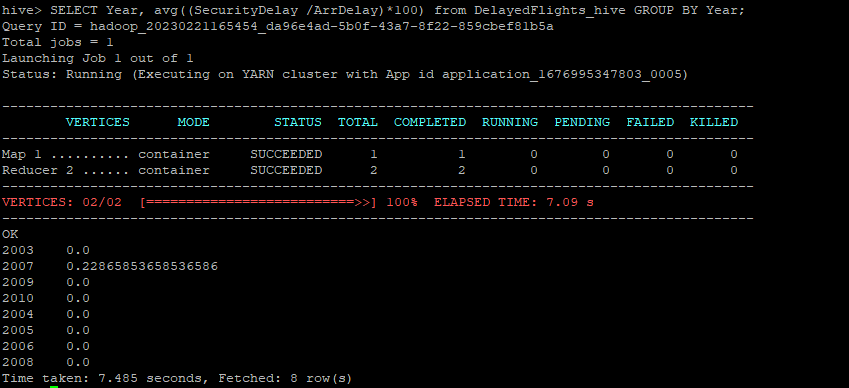 hive> SELECT Year, avg((SecurityDelay /ArrDelay)*100) from DelayedFlights_hive GROUP BY Year;
Query ID = hadoop_20230221165454_da96e4ad-5b0f-43a7-8f22-859cbef81b5a
Total jobs = 1
Launching Job 1 out of 1
Status: Running (Executing on YARN cluster with App id application_1676995347803_0005)
----------------------------------------------------------------------------------------------
VERTICES MODE STATUS TOTAL COMPLETED RUNNING PENDING FAILED KILLED
----------------------------------------------------------------------------------------------
Map 1 .......... container SUCCEEDED 1 1 0 0 0 0
Reducer 2 ...... container SUCCEEDED 2 2 0 0 0 0
----------------------------------------------------------------------------------------------
VERTICES: 02/02 [==========================>>] 100% ELAPSED TIME: 7.09 s
----------------------------------------------------------------------------------------------
OK
2003 0.0
2007 0.22865853658536586
2009 0.0
2010 0.0
2004 0.0
2005 0.0
2006 0.0
2008 0.0
Time taken: 7.485 seconds, Fetched: 8 row(s)